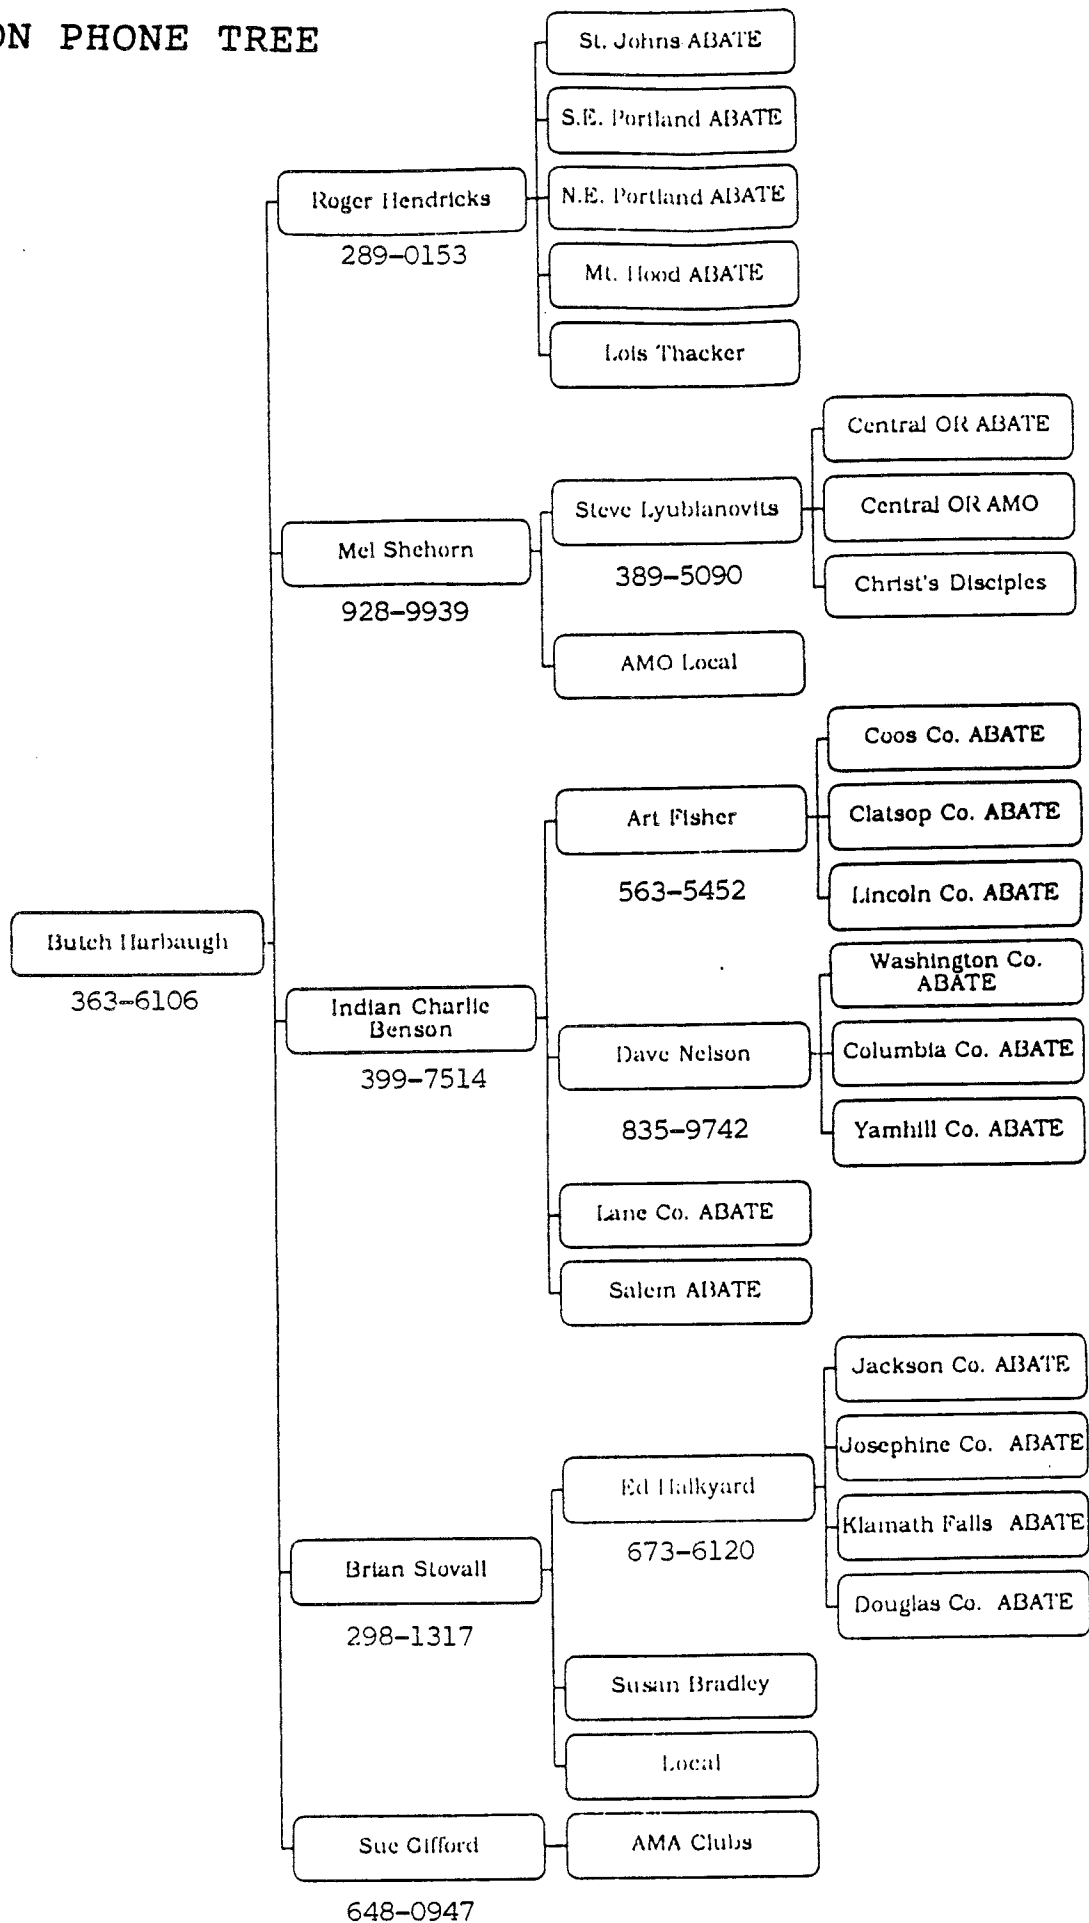 ON PHONE TREE
St. Johns ABATE
S.E. Portland ABATE
Roger Hendricks
N.E. Portland ABATE
289-0153
Mt. Hood ABATE
Lois Thacker
Central OR ABATE
Steve Lyublanovits
Central OR AMO
Mel Shehorn
389-5090
Christ's Disciples
928-9939
AMO Local
Coos Co. ABATE
Art Fisher
Clatsop Co. ABATE
563-5452
Lincoln Co. ABATE
Butch Harbaugh
363-6106
Washington Co.
ABATE
Indian Charlie
Benson
Dave Nelson
Columbia Co. ABATE
399-7514
835-9742
Yamhill Co. ABATE
Lane Co. ABATE
Salem ABATE
Jackson Co. ABATE
Josephine Co. ABATE
Ed Halkyard
Klamath Falls ABATE
673-6120
Brian Stovall
Douglas Co. ABATE
298-1317
Susan Bradley
Local
Sue Gifford
AMA Clubs
648-0947